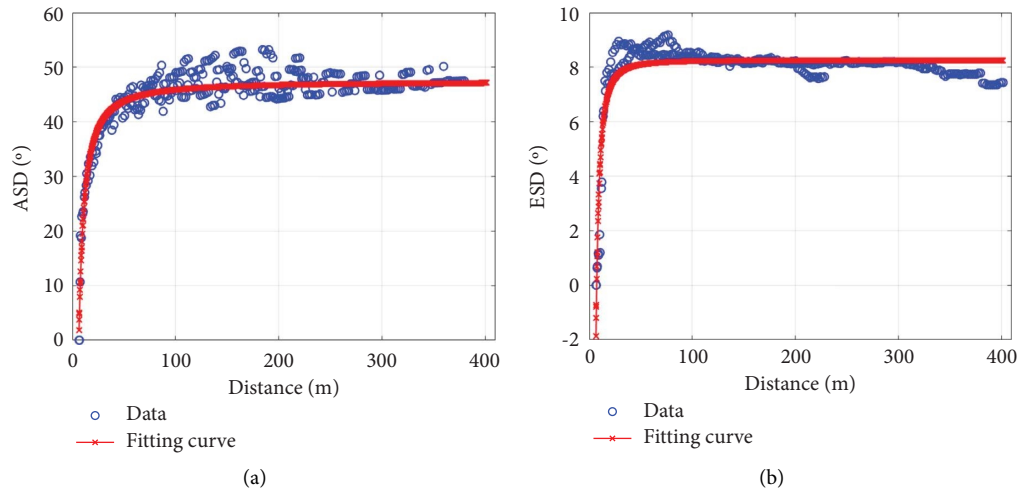 60
50
40
30
20
10
0
ASD (º)
0 100 200 300 400
Distance (m)
Data
Fitting curve
(a)
10
8
6
4
2
0
-2
ESD (º)
0 100 200 300 400
Distance (m)
Data
Fitting curve
(b)